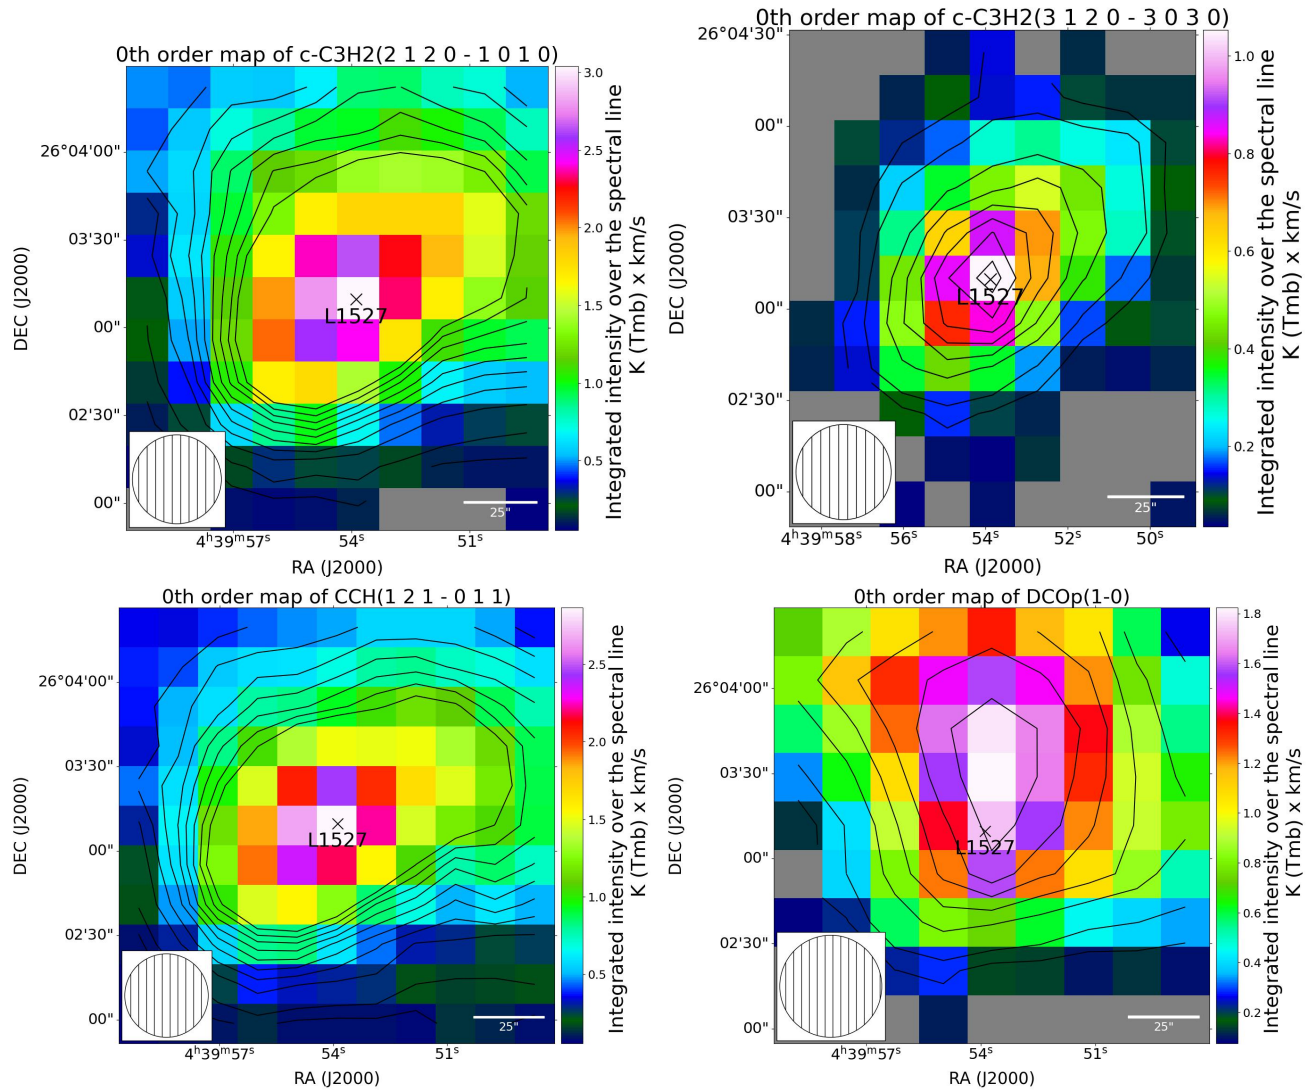 0th order map of c-C3H2(2 1 2 0 - 1 0 1 0)
26°04'00"
03'30"
00"
02'30"
00"
DEC (J2000)
L1527
25"
4ʰ39ᵐ57ˢ
54ˢ
51ˢ
RA (J2000)
3.0
2.5
2.0
1.5
1.0
0.5
Integrated intensity over the spectral line
K (Tmb) x km/s
0th order map of c-C3H2(3 1 2 0 - 3 0 3 0)
26°04'30"
00"
03'30"
00"
02'30"
00"
DEC (J2000)
L1527
25"
4ʰ39ᵐ58ˢ
56ˢ
54ˢ
52ˢ
50ˢ
RA (J2000)
1.0
0.8
0.6
0.4
0.2
Integrated intensity over the spectral line
K (Tmb) x km/s
0th order map of CCH(1 2 1 - 0 1 1)
26°04'00"
03'30"
00"
02'30"
00"
DEC (J2000)
L1527
25"
4ʰ39ᵐ57ˢ
54ˢ
51ˢ
RA (J2000)
2.5
2.0
1.5
1.0
0.5
Integrated intensity over the spectral line
K (Tmb) x km/s
0th order map of DCOp(1-0)
26°04'00"
03'30"
00"
02'30"
00"
DEC (J2000)
L1527
25"
4ʰ39ᵐ57ˢ
54ˢ
51ˢ
RA (J2000)
1.8
1.6
1.4
1.2
1.0
0.8
0.6
0.4
0.2
Integrated intensity over the spectral line
K (Tmb) x km/s